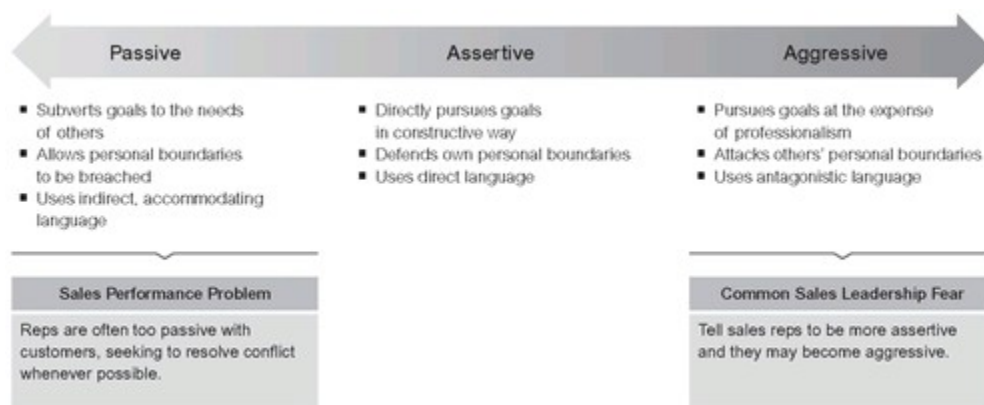 Passive
Assertive
Aggressive
▪ Subverts goals to the needs
of others
▪ Allows personal boundaries
to be breached
▪ Uses indirect, accommodating
language
▪ Directly pursues goals
in constructive way
▪ Defends own personal boundaries
▪ Uses direct language
▪ Pursues goals at the expense
of professionalism
▪ Attacks others' personal boundaries
▪ Uses antagonistic language
Sales Performance Problem
Reps are often too passive with
customers, seeking to resolve conflict
whenever possible.
Common Sales Leadership Fear
Tell sales reps to be more assertive
and they may become aggressive.